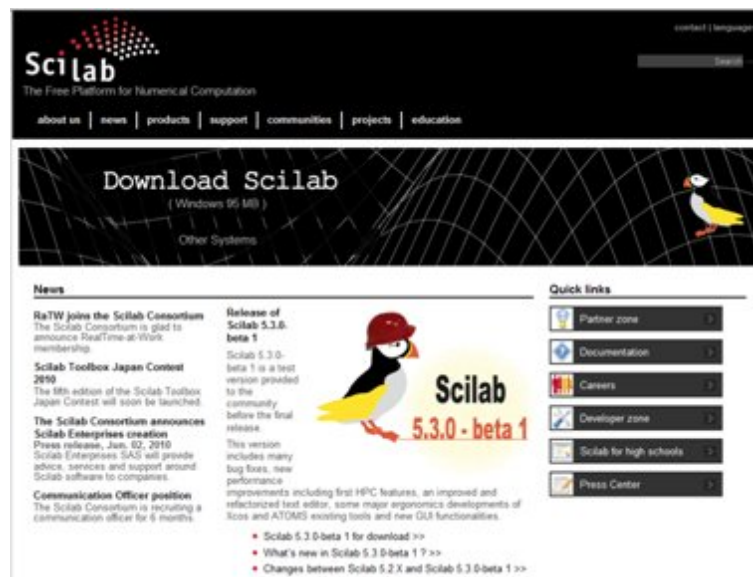 contact | language
Search
Scilab
The Free Platform for Numerical Computation
about us | news | products | support | communities | projects | education
Download Scilab
( Windows 95 MB )
Other Systems
News
RaTW joins the Scilab Consortium
The Scilab Consortium is glad to
announce RealTime-at-Work
membership.
Scilab Toolbox Japan Contest
2010
The fifth edition of the Scilab Toolbox
Japan Contest will soon be launched.
The Scilab Consortium announces
Scilab Enterprises creation
Press release, Jun. 02, 2010
Scilab Enterprises SAS will provide
advice, services and support around
Scilab software to companies.
Communication Officer position
The Scilab Consortium is recruiting a
communication officer for 6 months.
Release of
Scilab 5.3.0-
beta 1
Scilab 5.3.0-
beta 1 is a test
version provided
to the
community
before the final
release.
This version
includes many
bug fixes, new
performance
improvements including first HPC features, an improved and
refactorized text editor, some major ergonomics developments of
Xcos and ATOMS existing tools and new GUI functionalities.
Scilab
5.3.0 - beta 1
Scilab 5.3.0-beta 1 for download >>
What's new in Scilab 5.3.0-beta 1 ? >>
Changes between Scilab 5.2.X and Scilab 5.3.0-beta 1 >>
Quick links
Partner zone
Documentation
Careers
Developer zone
Scilab for high schools
Press Center